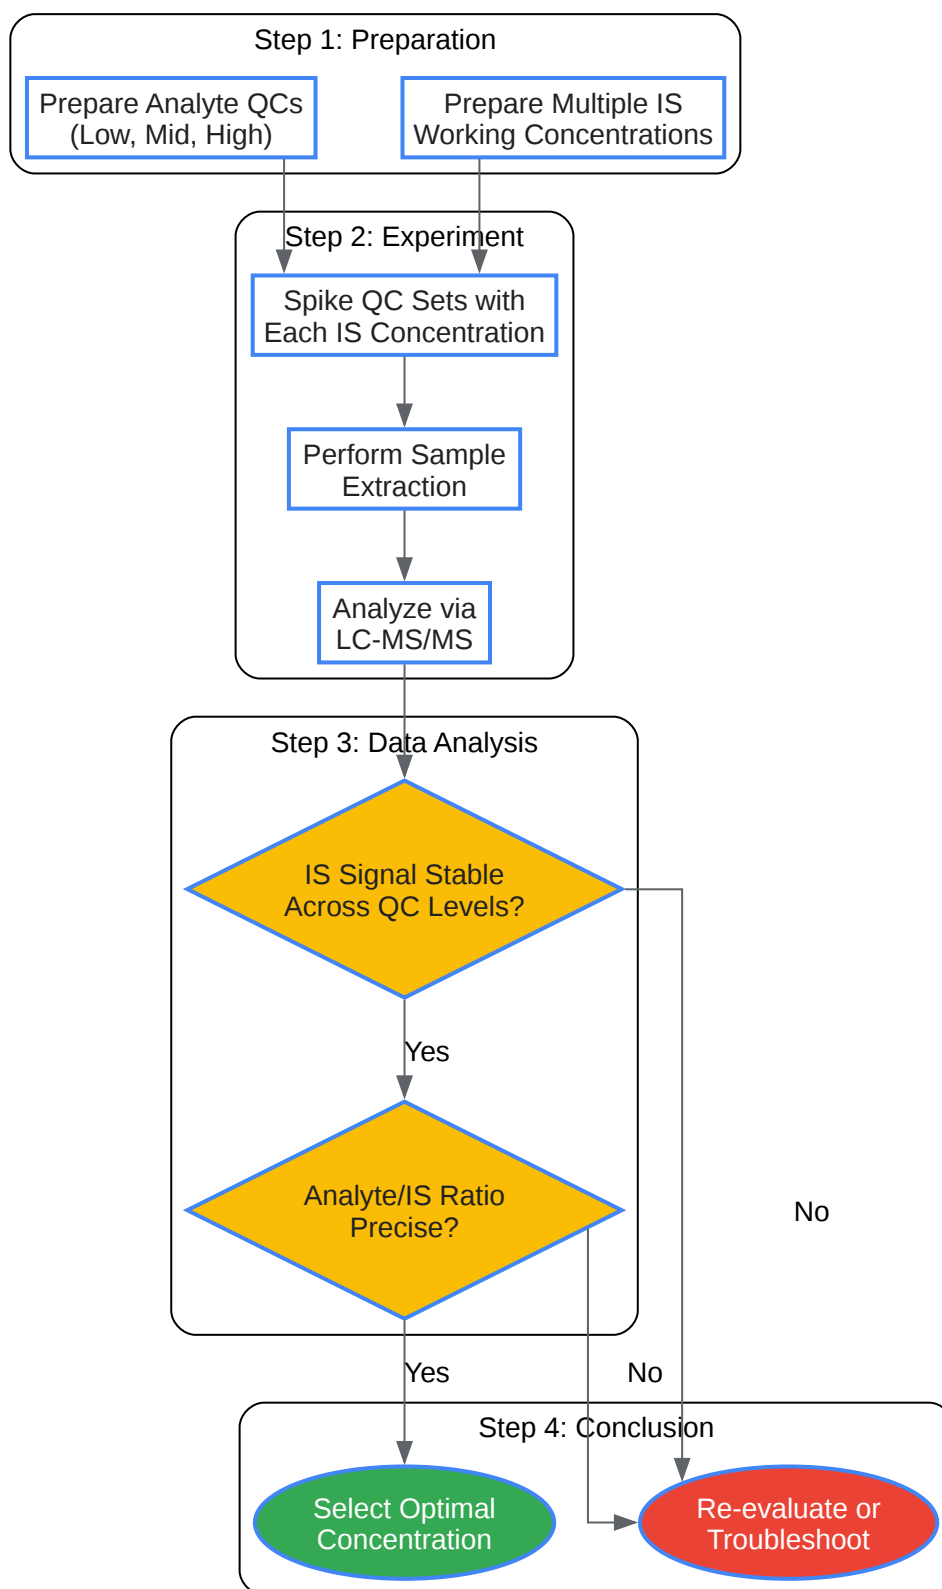 Step 1: Preparation
Prepare Analyte QCs
(Low, Mid, High)
Prepare Multiple IS
Working Concentrations
Step 2: Experiment
Spike QC Sets with
Each IS Concentration
Perform Sample
Extraction
Analyze via
LC-MS/MS
Step 3: Data Analysis
IS Signal Stable
Across QC Levels?
Yes
Analyte/IS Ratio
Precise?
No
Yes
No
Step 4: Conclusion
Select Optimal
Concentration
Re-evaluate or
Troubleshoot